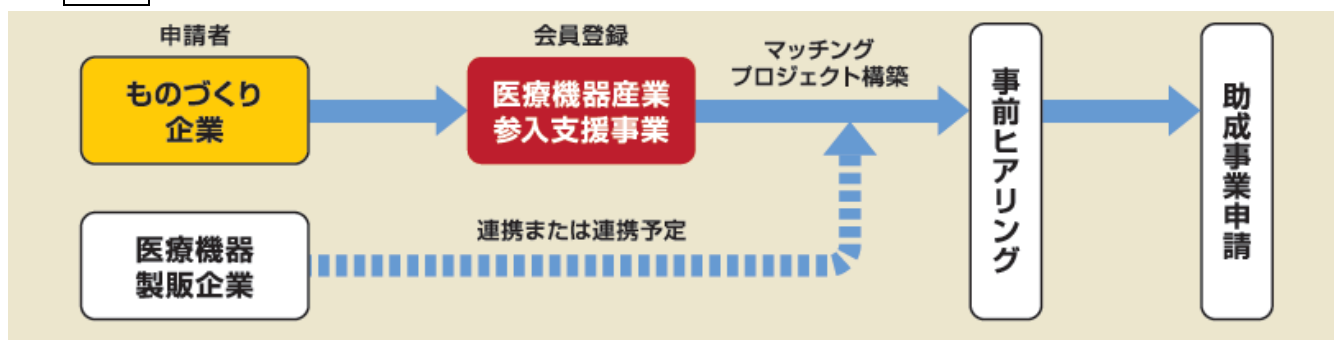 申請者
ものづくり
企業
会員登録
医療機器産業
参入支援事業
マッチング
プロジェクト構築
事前ヒアリング
助成事業申請
医療機器
製販企業
連携または連携予定